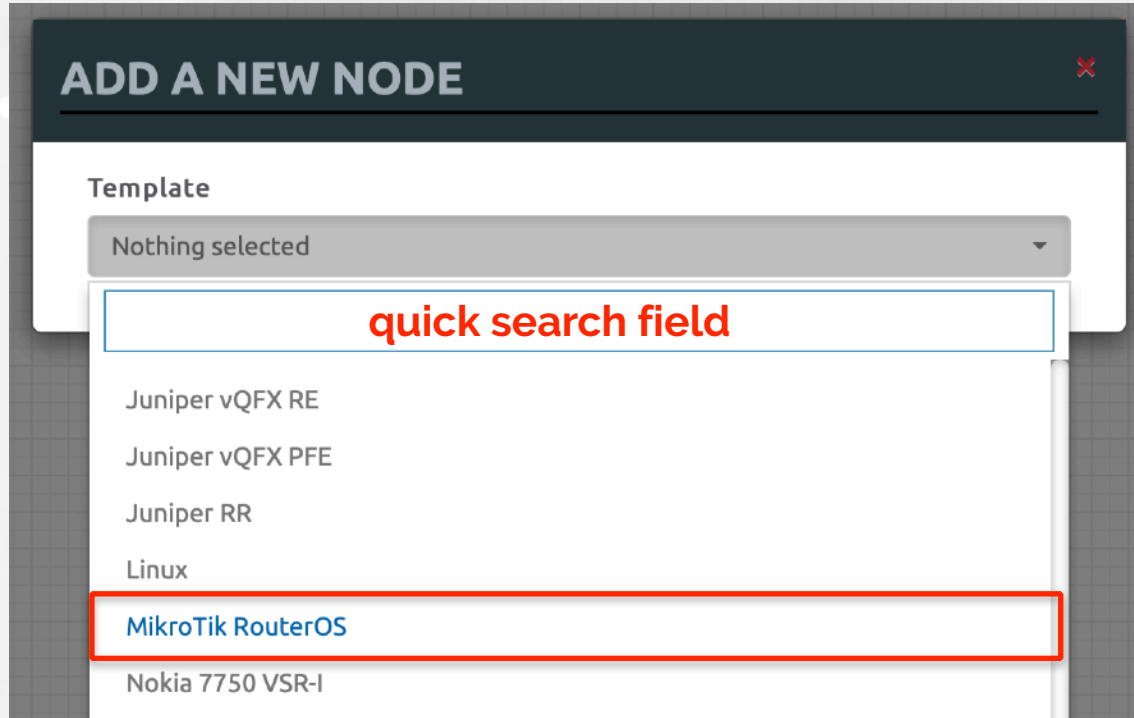 ADD A NEW NODE
Template
Nothing selected
quick search field
Juniper vQFX RE
Juniper vQFX PFE
Juniper RR
Linux
MikroTik RouterOS
Nokia 7750 VSR-I